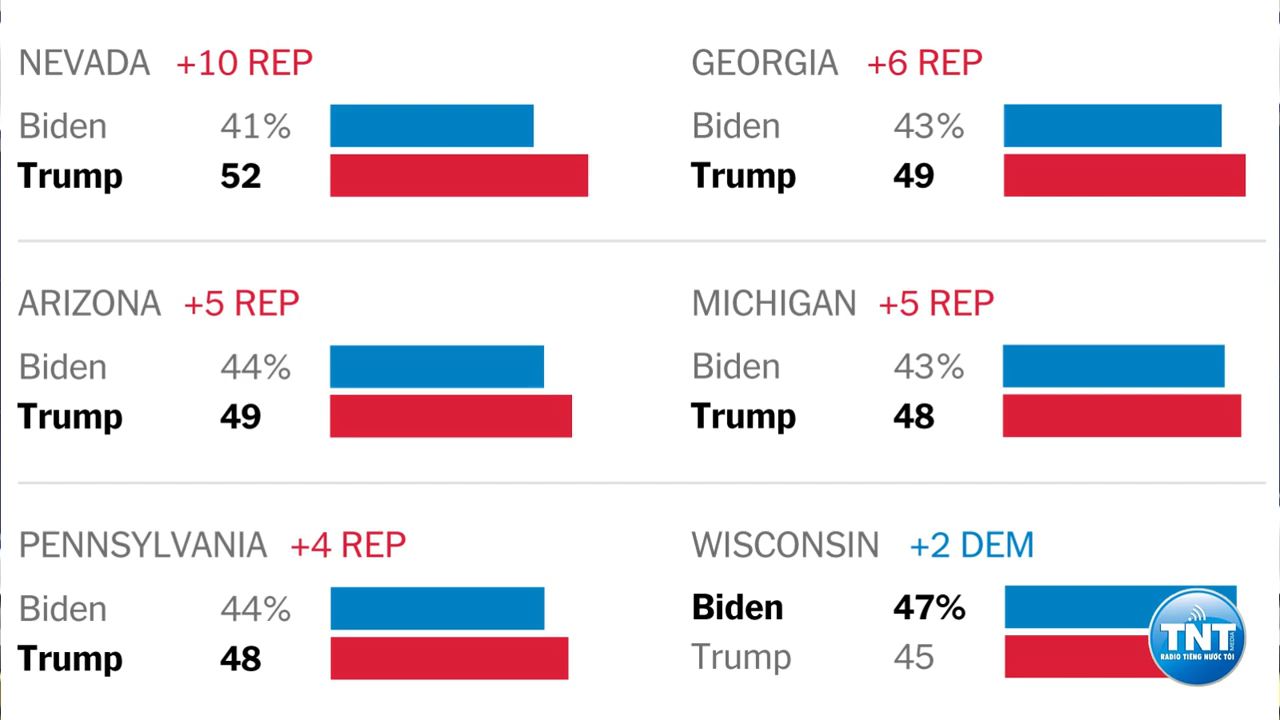 NEVADA +10 REP
Biden 41%
Trump 52
GEORGIA +6 REP
Biden 43%
Trump 49
ARIZONA +5 REP
Biden 44%
Trump 49
MICHIGAN +5 REP
Biden 43%
Trump 48
PENNSYLVANIA +4 REP
Biden 44%
Trump 48
WISCONSIN +2 DEM
Biden 47%
Trump 45
TNT MEDIA
RADIO TIẾNG NƯỚC TÔI